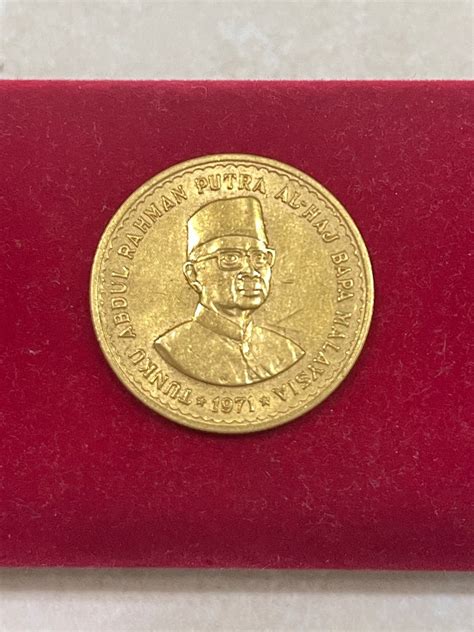 TUNKU ABDUL RAHMAN PUTRA AL-HAJ BAPA MALAYSIA
1971